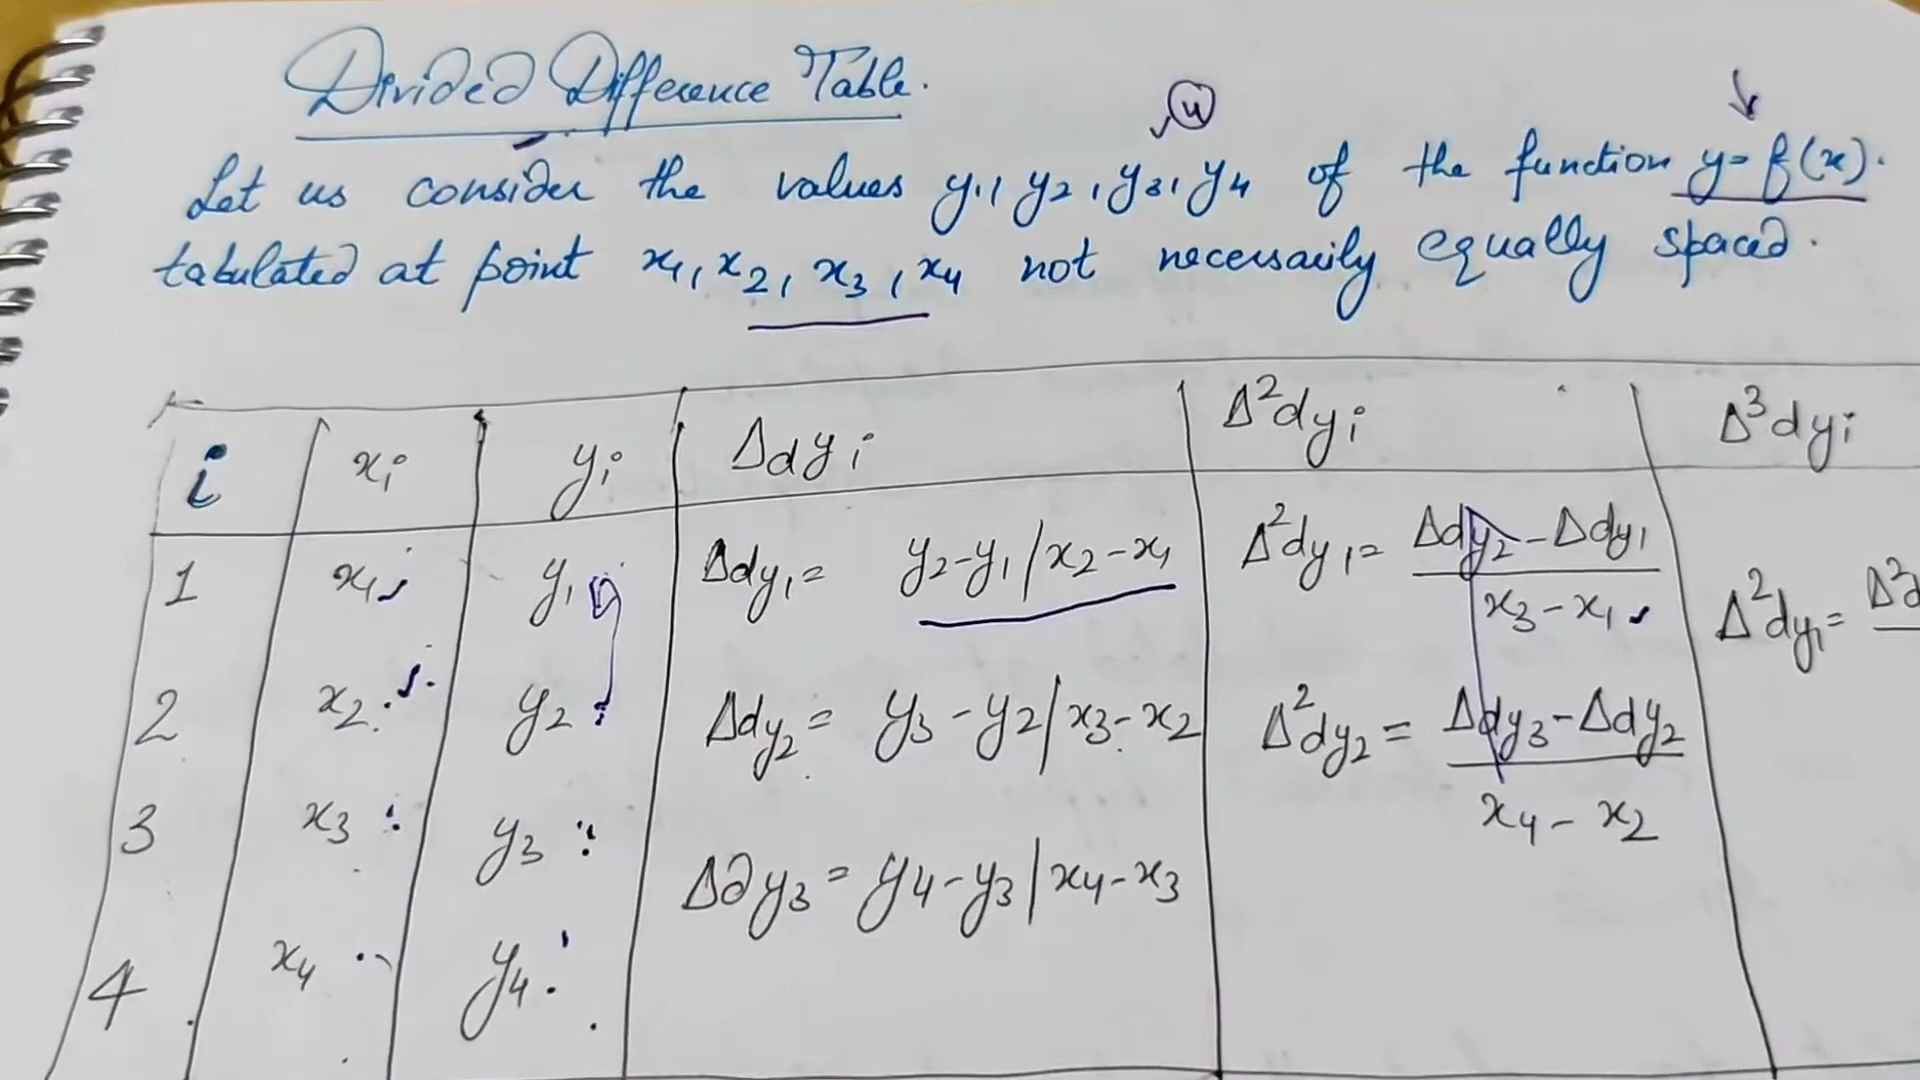 Divided Difference Table.
4
Let us consider the values y1, y2, y3, y4 of the function y = f(x).
tabulated at point x1, x2, x3, x4 not necessarily equally spaced.
i xi yi Δdyi Δ²dyi Δ³dyi
1 x1 y1 Δdy1 = y2-y1/x2-x1 Δ²dy1 = Δdy2-Δdy1/x3-x1 Δ²dy1 =
2 x2 y2 Δdy2 = y3-y2/x3-x2 Δ²dy2 = Δdy3-Δdy2/x4-x2
3 x3 y3 Δdy3 = y4-y3/x4-x3
4 x4 y4